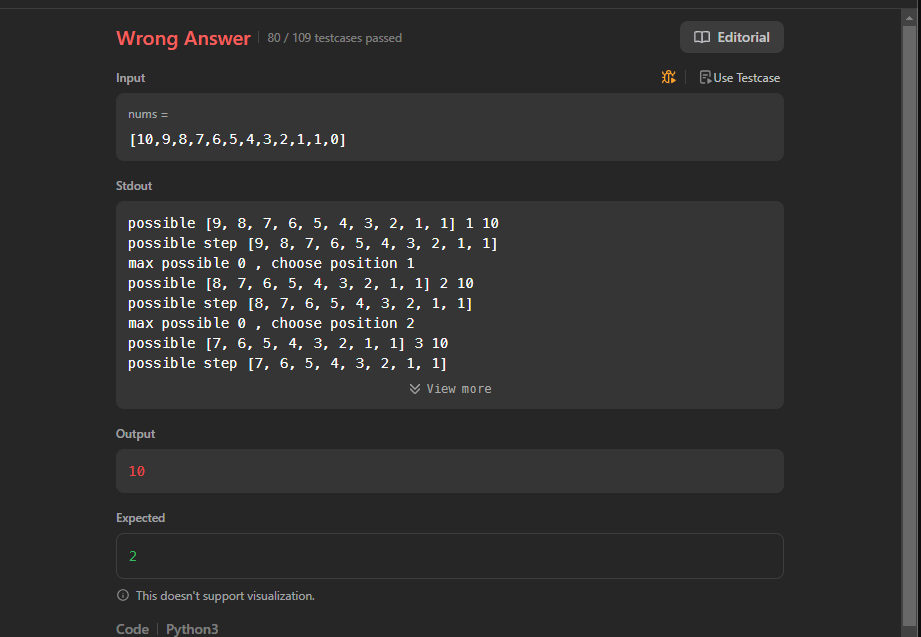 Wrong Answer 80 / 109 testcases passed Editorial
Input Use Testcase
nums =
[10,9,8,7,6,5,4,3,2,1,1,0]
Stdout
possible [9, 8, 7, 6, 5, 4, 3, 2, 1, 1] 1 10
possible step [9, 8, 7, 6, 5, 4, 3, 2, 1, 1]
max possible 0 , choose position 1
possible [8, 7, 6, 5, 4, 3, 2, 1, 1] 2 10
possible step [8, 7, 6, 5, 4, 3, 2, 1, 1]
max possible 0 , choose position 2
possible [7, 6, 5, 4, 3, 2, 1, 1] 3 10
possible step [7, 6, 5, 4, 3, 2, 1, 1]
View more
Output
10
Expected
2
This doesn't support visualization.
Code Python3